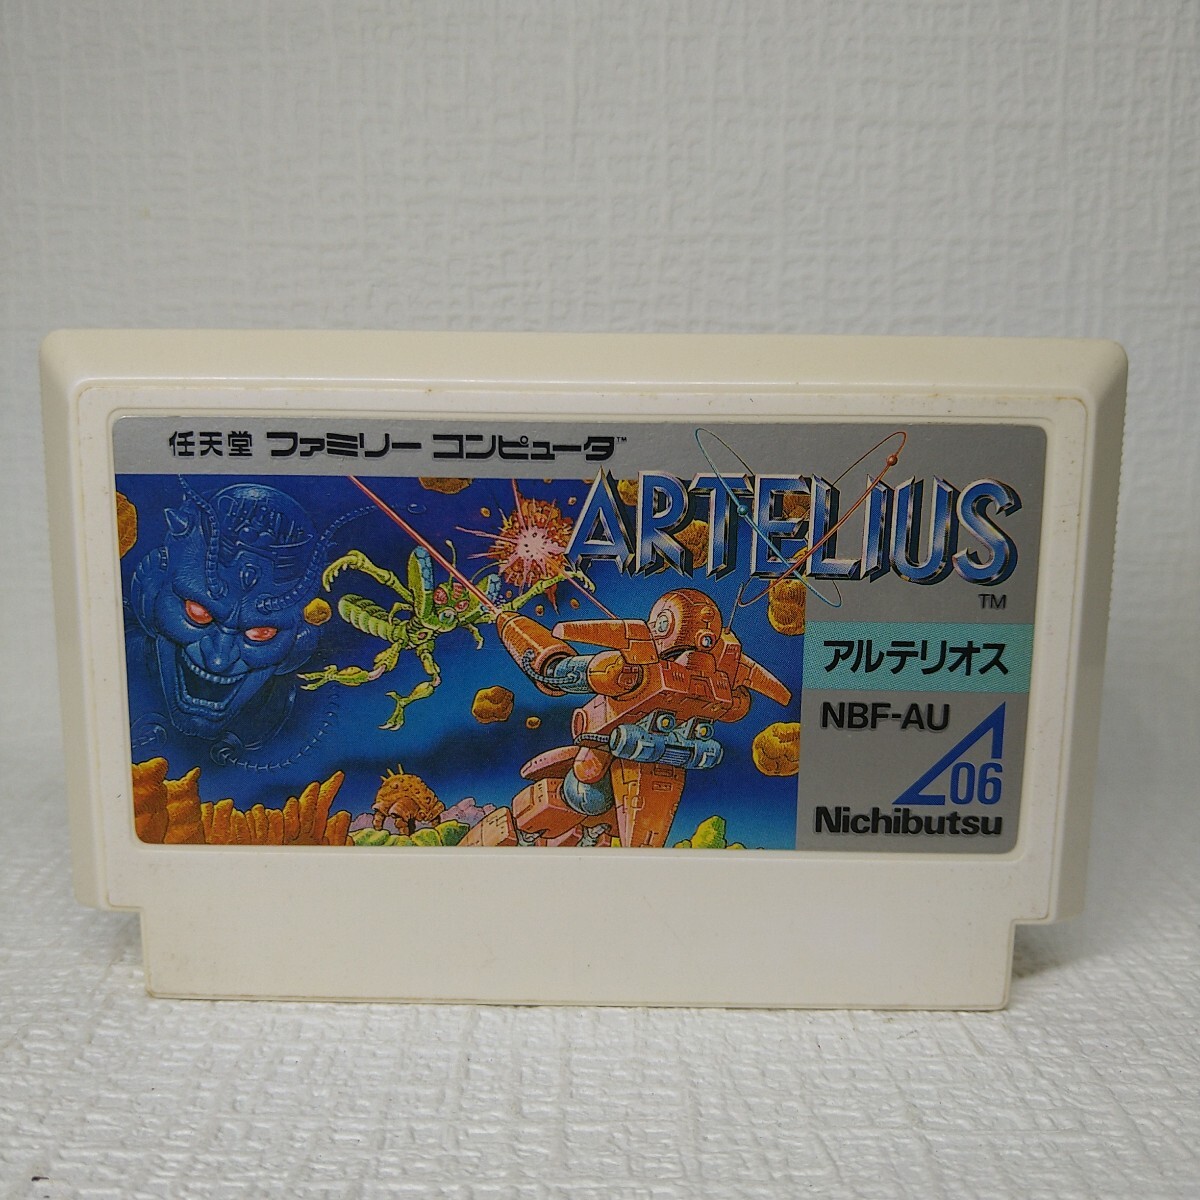 任天堂 ファミリー コンピュータ™
ARTELIUS
TM
アルテリオス
NBF-AU
06
Nichibutsu